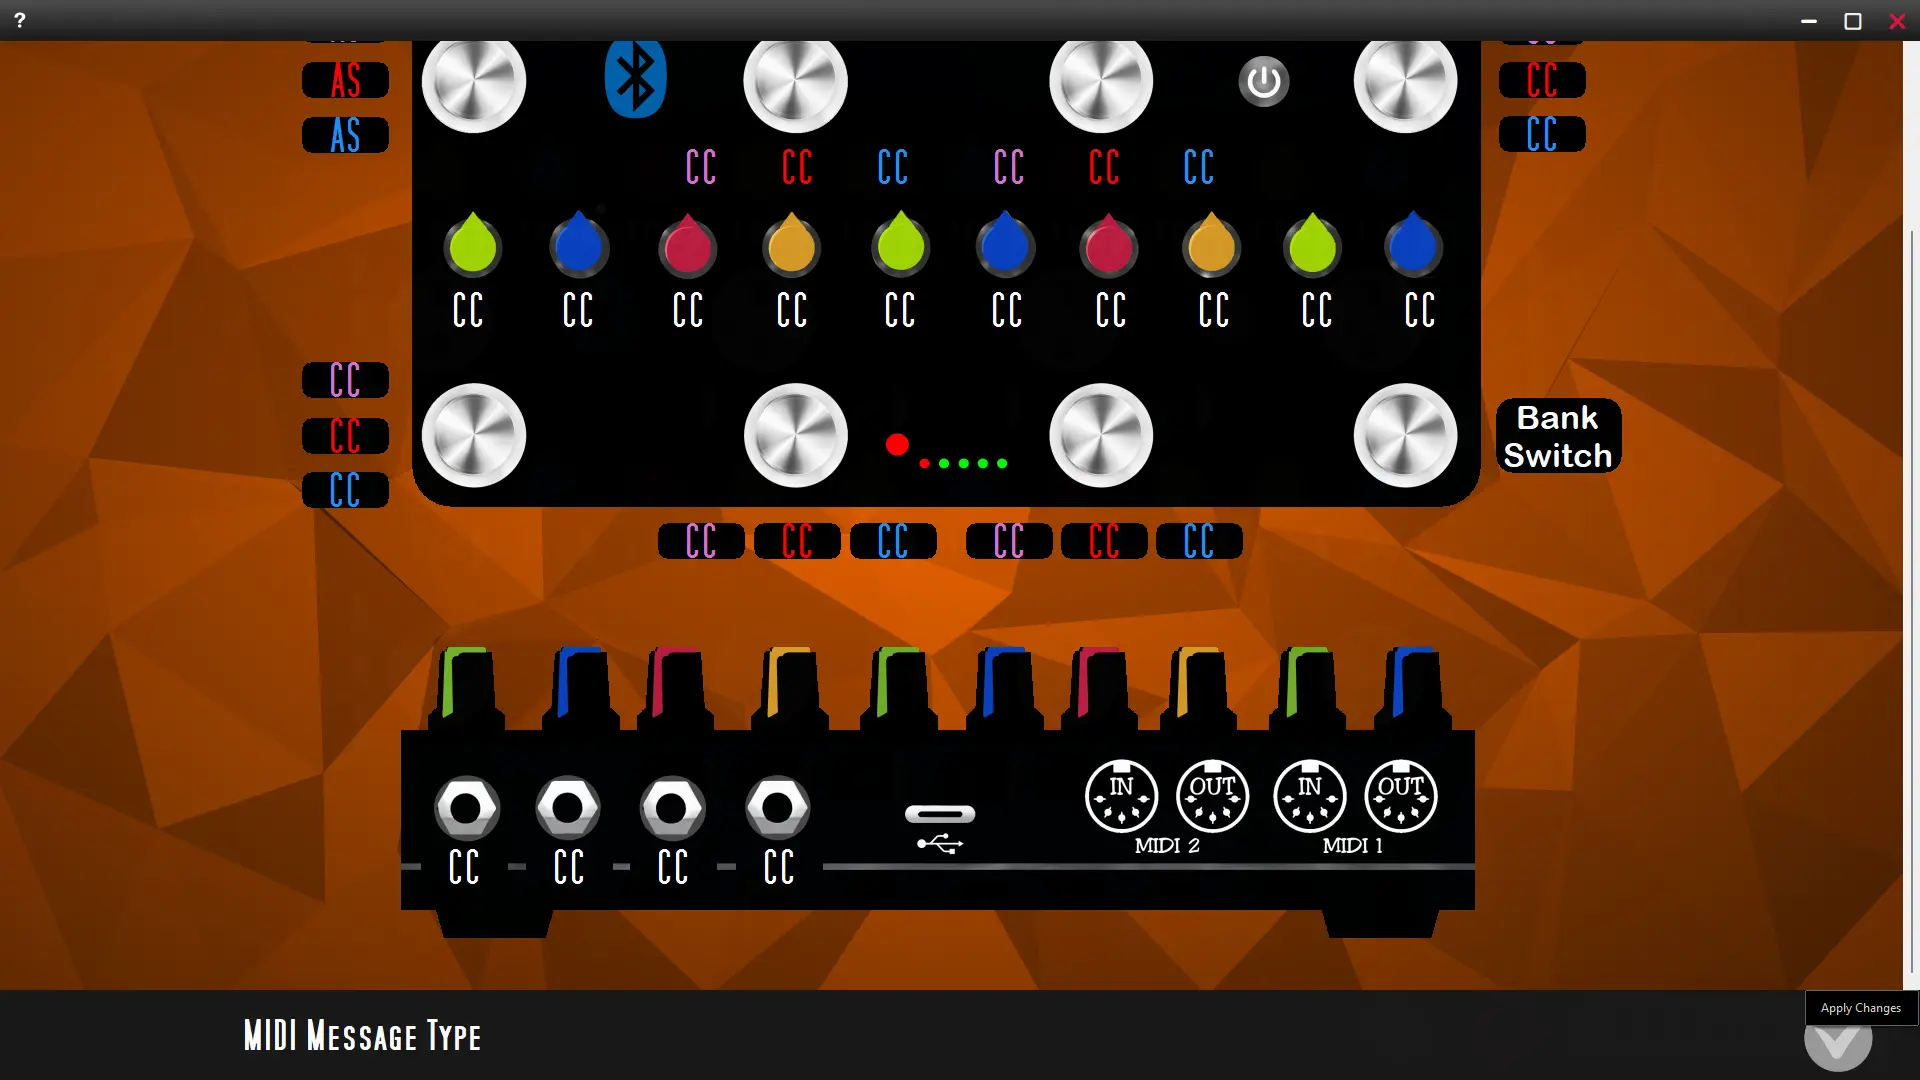 ?
AS
CC
AS
CC
CC CC CC CC CC CC
CC CC CC CC CC CC CC CC CC CC
CC
CC
CC
Bank
Switch
CC CC CC CC CC CC
IN OUT IN OUT
MIDI 2 MIDI 1
CC CC CC CC
Apply Changes
MIDI Message Type